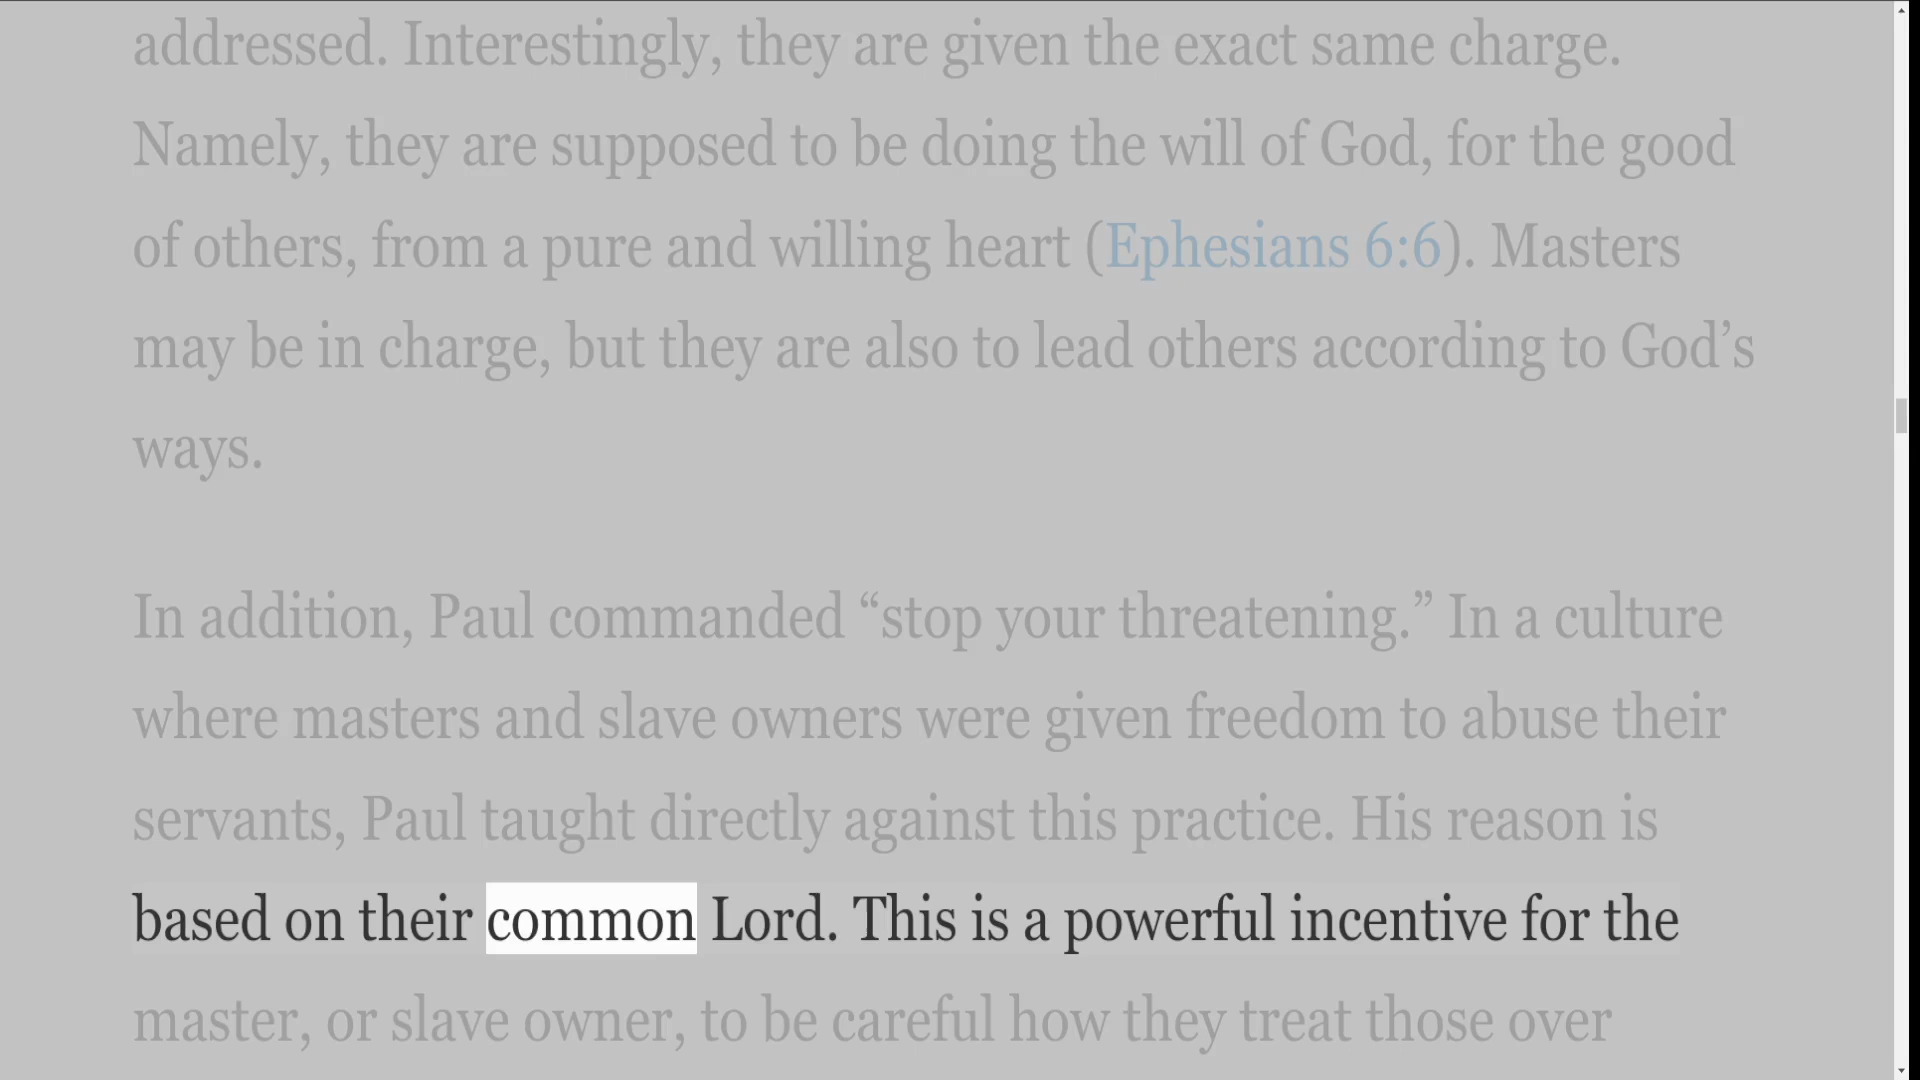 addressed. Interestingly, they are given the exact same charge.
Namely, they are supposed to be doing the will of God, for the good
of others, from a pure and willing heart (Ephesians 6:6). Masters
may be in charge, but they are also to lead others according to God’s
ways.
In addition, Paul commanded “stop your threatening.” In a culture
where masters and slave owners were given freedom to abuse their
servants, Paul taught directly against this practice. His reason is
based on their common Lord. This is a powerful incentive for the
master, or slave owner, to be careful how they treat those over